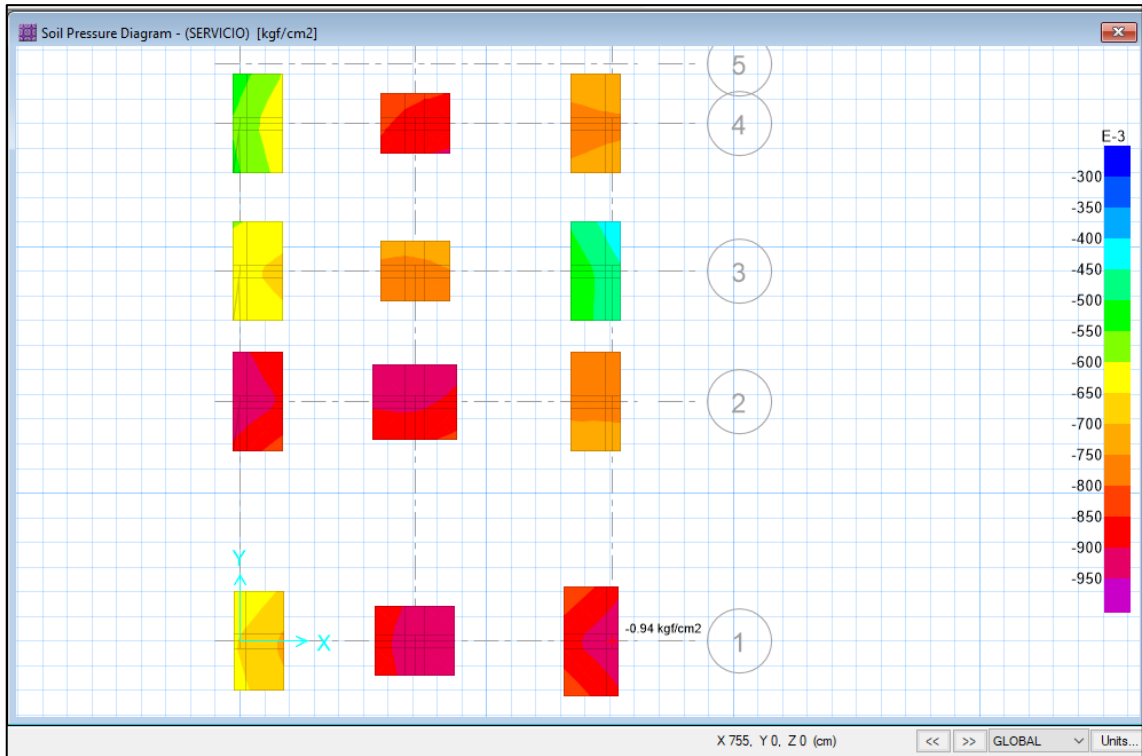 Soil Pressure Diagram - (SERVICIO) [kgf/cm2]
5
4
3
2
1
E-3
-300
-350
-400
-450
-500
-550
-600
-650
-700
-750
-800
-850
-900
-950
Y
X
-0.94 kgf/cm2
X 755, Y 0, Z 0 (cm)
<< >> GLOBAL Units...